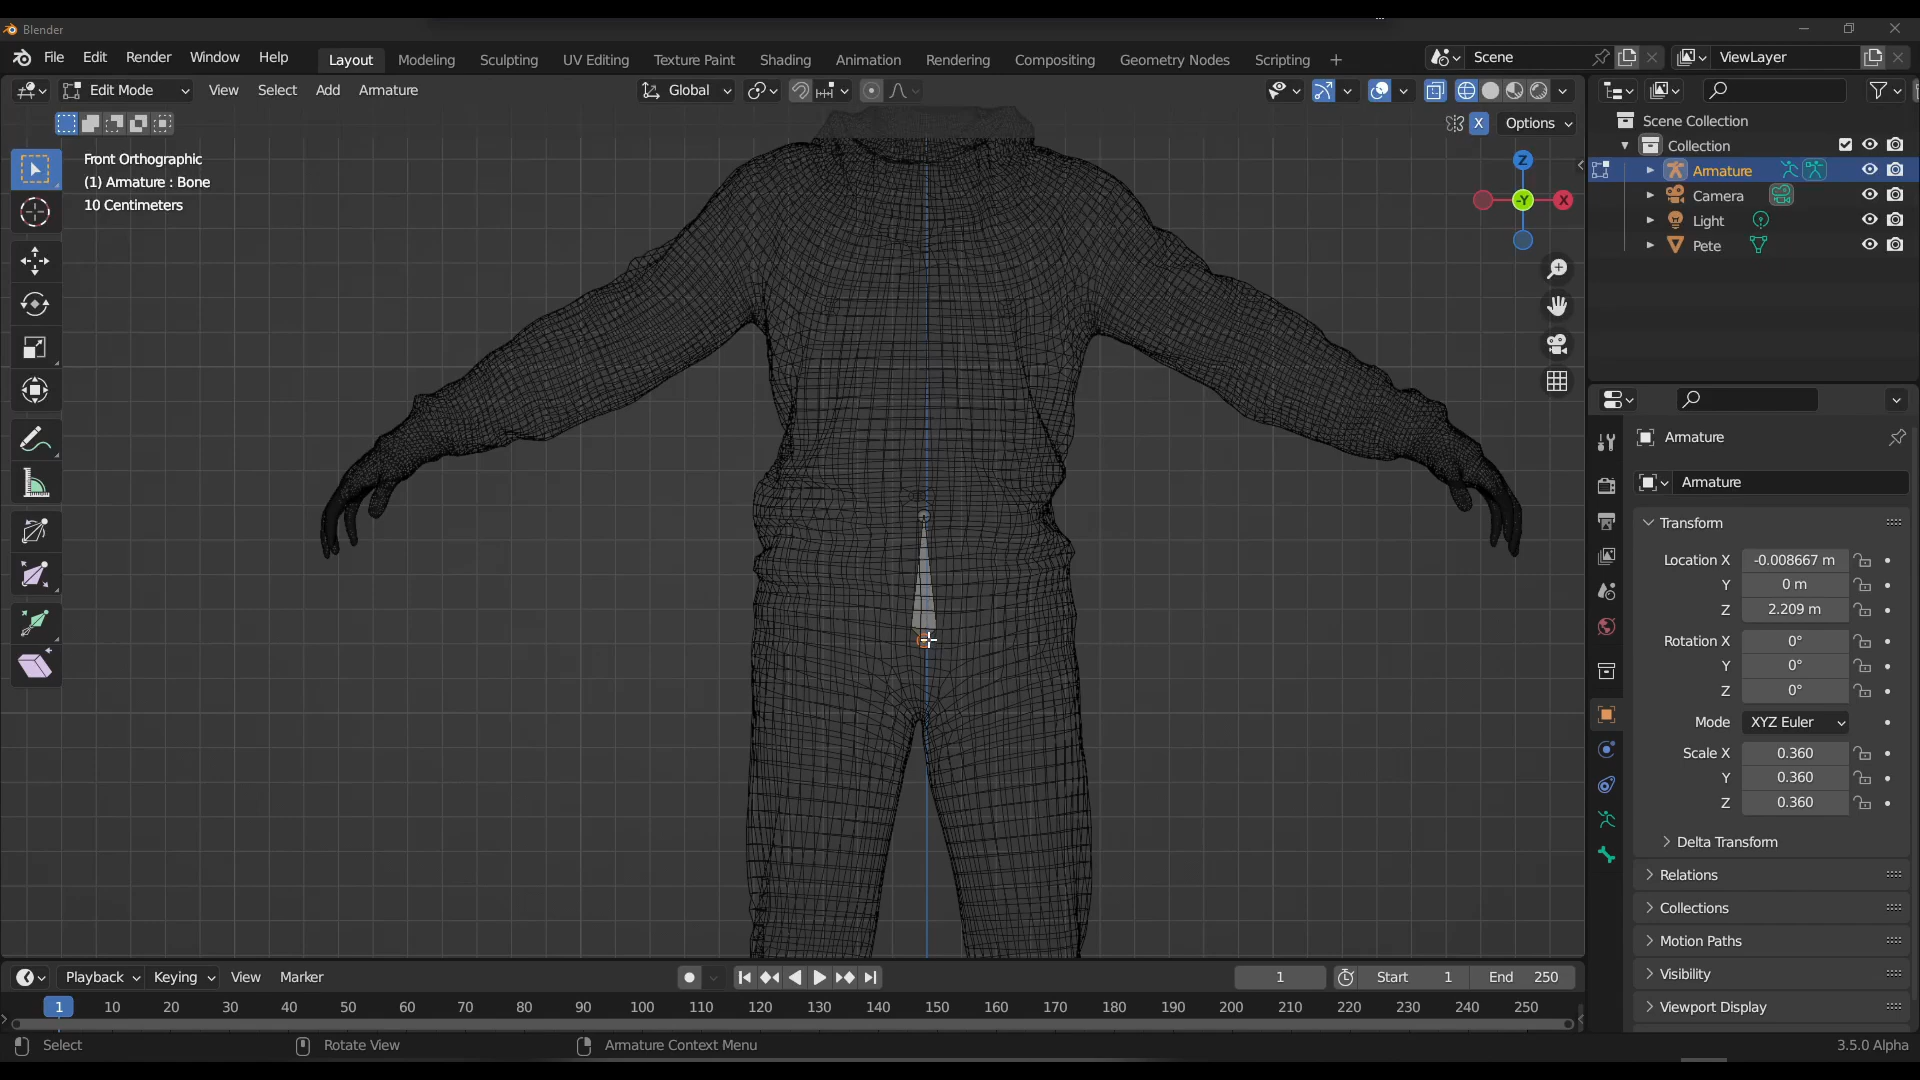 Blender
File Edit Render Window Help Layout Modeling Sculpting UV Editing Texture Paint Shading Animation Rendering Compositing Geometry Nodes Scripting + Scene ViewLayer
Edit Mode View Select Add Armature Global
X Options
Front Orthographic
(1) Armature : Bone
10 Centimeters
Z
-Y X
Scene Collection
Collection
Armature
Camera
Light
Pete
Armature
Armature
Transform
Location X -0.008667 m
Y 0 m
Z 2.209 m
Rotation X 0°
Y 0°
Z 0°
Mode XYZ Euler
Scale X 0.360
Y 0.360
Z 0.360
Delta Transform
Relations
Collections
Motion Paths
Visibility
Viewport Display
Playback Keying View Marker 1 Start 1 End 250
1 10 20 30 40 50 60 70 80 90 100 110 120 130 140 150 160 170 180 190 200 210 220 230 240 250
Select Rotate View Armature Context Menu 3.5.0 Alpha